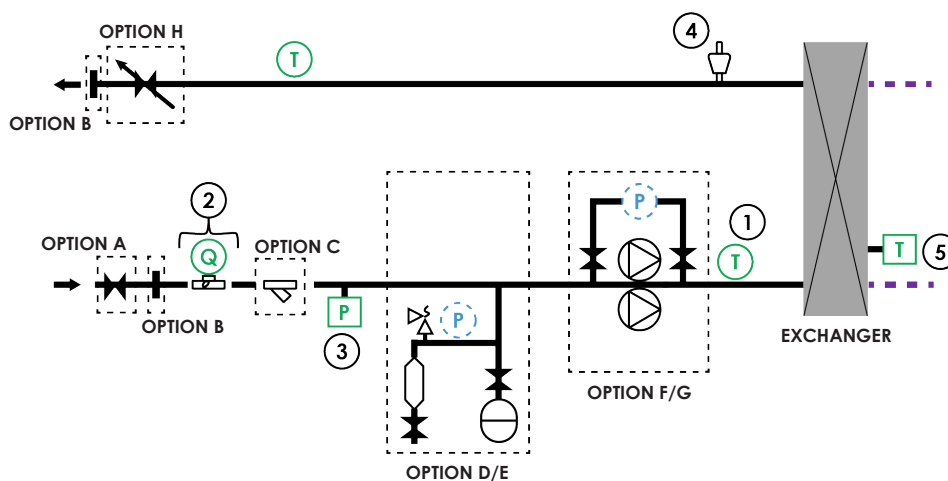 OPTION H
4
T
OPTION B
2
1
P
OPTION A
OPTION C
Q
T
T
5
OPTION B
P
P
EXCHANGER
3
OPTION F/G
OPTION D/E